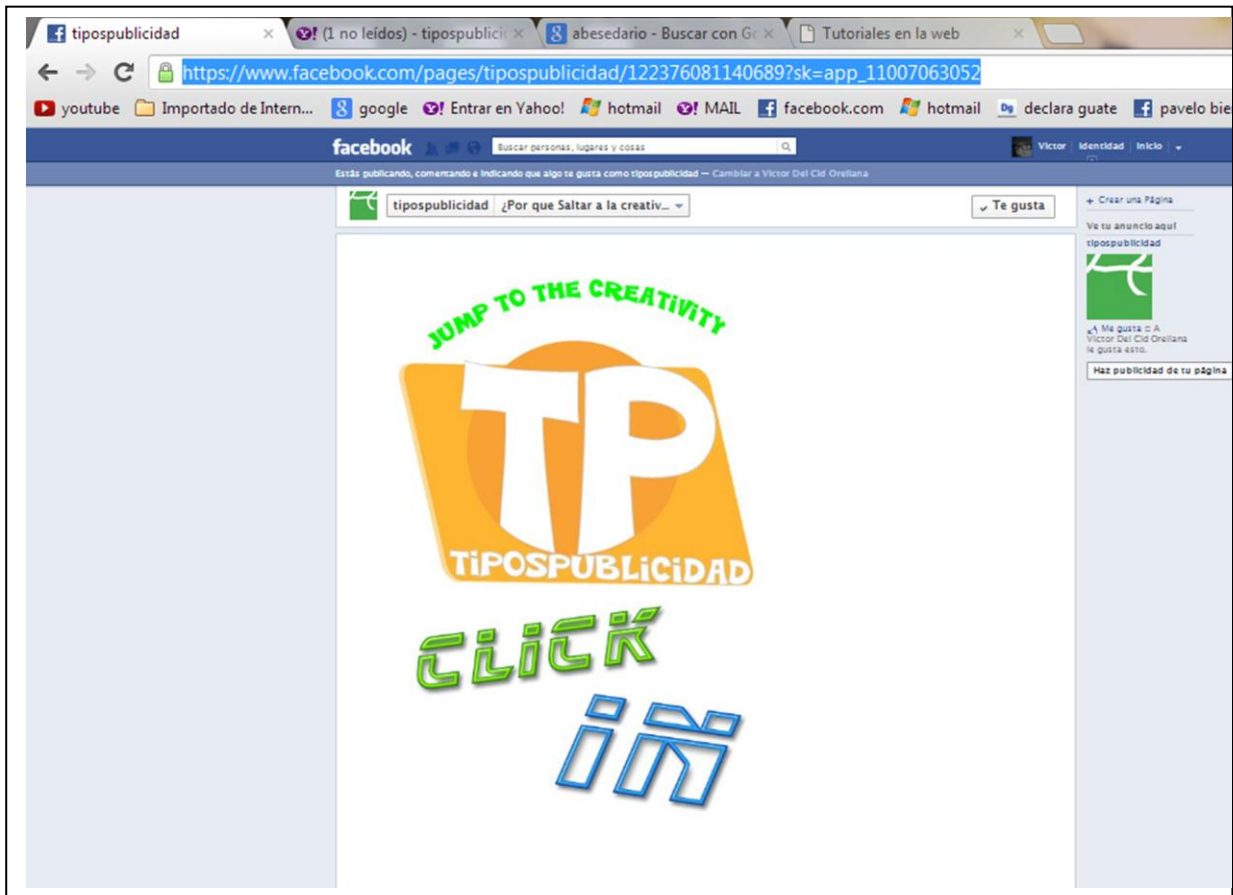 tipospublicidad
(1 no leídos) - tipospublici
abesedario - Buscar con Go
Tutoriales en la web
https://www.facebook.com/pages/tipospublicidad/122376081140689?sk=app_11007063052
youtube Importado de Intern... google Entrar en Yahoo! hotmail MAIL facebook.com hotmail declara guate pavelo bie
facebook Buscar personas, lugares y cosas Victor Identidad Inicio
Estás publicando, comentando e indicando que algo te gusta como tipospublicidad — Cambiar a Victor Del Cid Orellana
tipospublicidad ¿Por que Saltar a la creativ... Te gusta
+ Crear una Página
Ve tu anuncio aquí
tipospublicidad
Me gusta :: A
Victor Del Cid Orellana
le gusta esto.
Haz publicidad de tu página
JUMP TO THE CREATiViTY
TP
TiPOSPUBLiCiDAD
CLiCK
iÑ